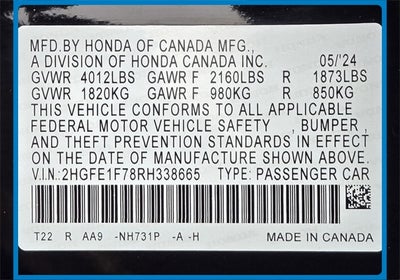 MFD.BY HONDA OF CANADA MFG.,
A DIVISION OF HONDA CANADA INC. 05/'24
GVWR 4012LBS GAWR F 2160LBS R 1873LBS
GVWR 1820KG GAWR F 980KG R 850KG
THIS VEHICLE CONFORMS TO ALL APPLICABLE
FEDERAL MOTOR VEHICLE SAFETY , BUMPER ,
AND THEFT PREVENTION STANDARDS IN EFFECT
ON THE DATE OF MANUFACTURE SHOWN ABOVE.
V.I.N.:2HGFE1F78RH338665 TYPE: PASSENGER CAR
T22 R AA9 -NH731P -A -H MADE IN CANADA